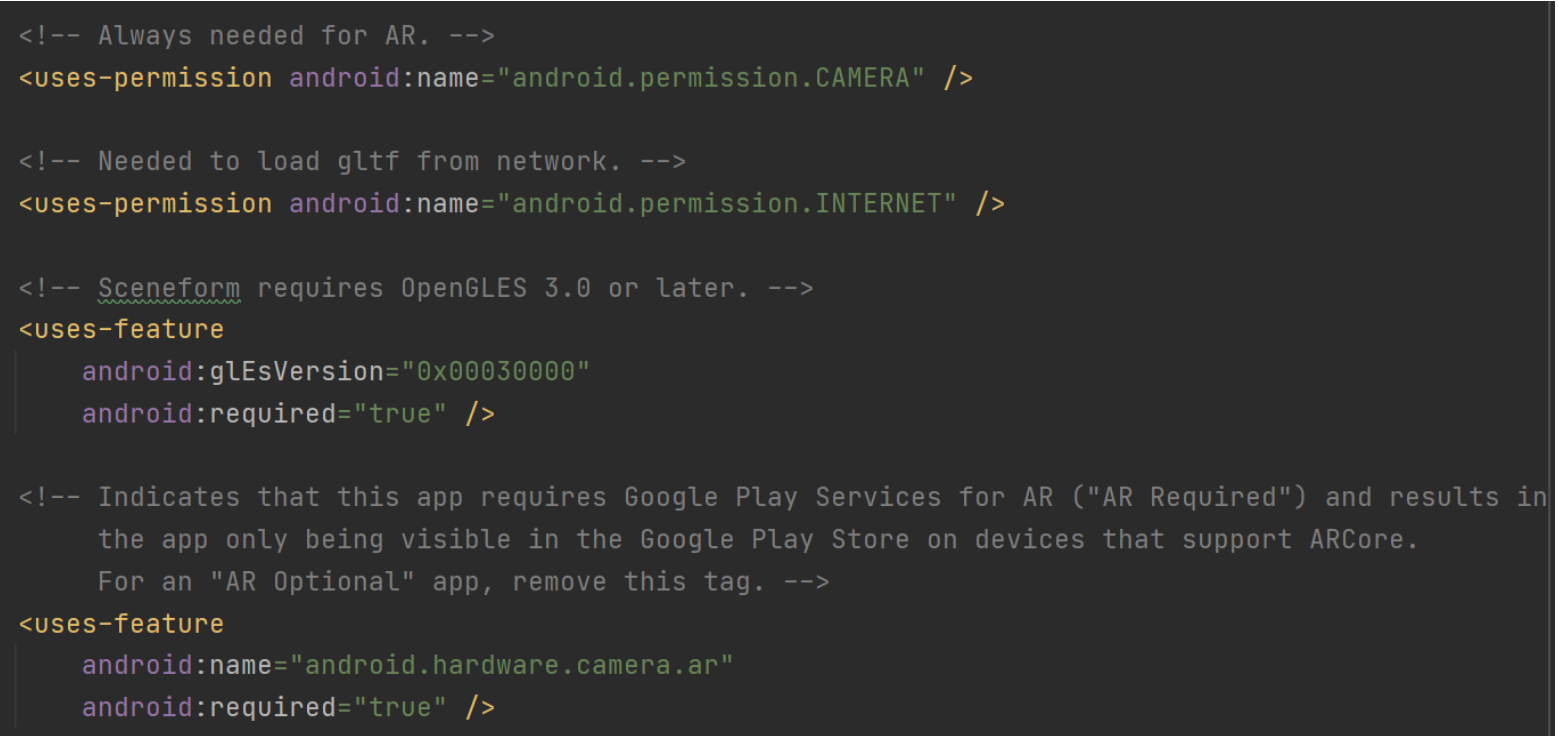 <!-- Always needed for AR. -->
<uses-permission android:name="android.permission.CAMERA" />
<!-- Needed to load gltf from network. -->
<uses-permission android:name="android.permission.INTERNET" />
<!-- Sceneform requires OpenGLES 3.0 or later. -->
<uses-feature
android:glEsVersion="0x00030000"
android:required="true" />
<!-- Indicates that this app requires Google Play Services for AR ("AR Required") and results in
the app only being visible in the Google Play Store on devices that support ARCore.
For an "AR Optional" app, remove this tag. -->
<uses-feature
android:name="android.hardware.camera.ar"
android:required="true" />